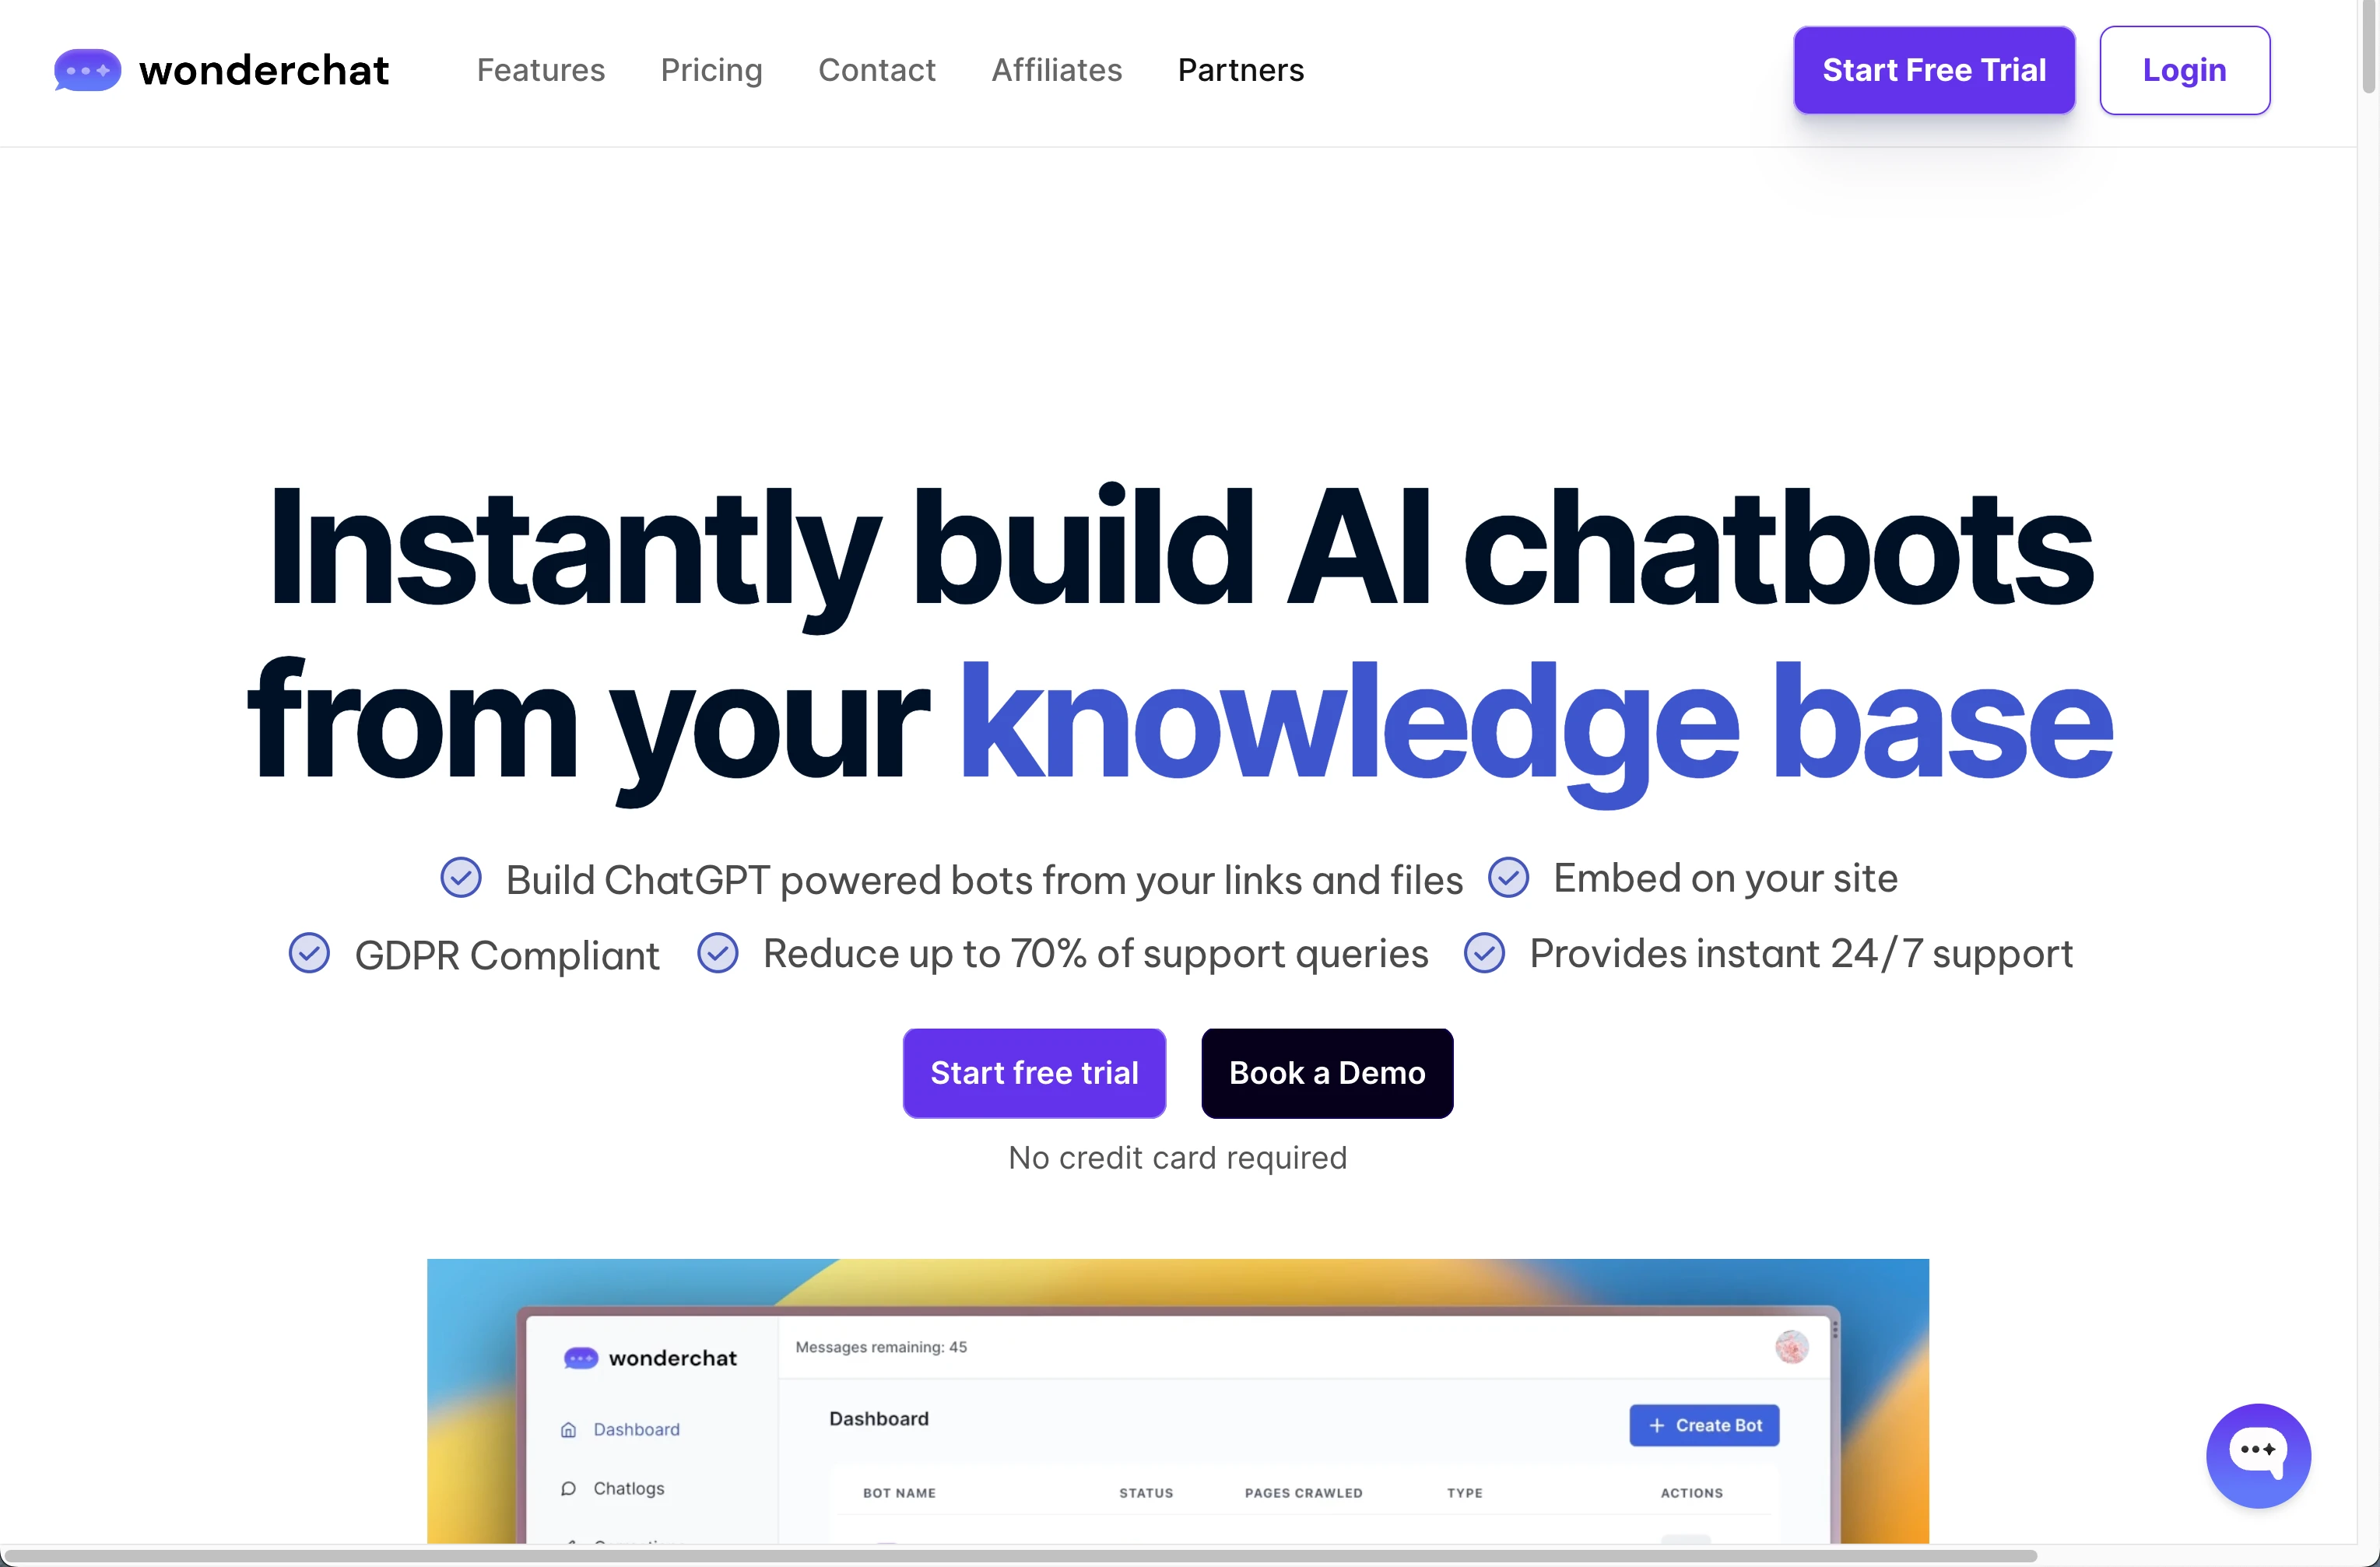 wonderchat
Features Pricing Contact Affiliates Partners
Start Free Trial Login
Instantly build AI chatbots
from your knowledge base
Build ChatGPT powered bots from your links and files Embed on your site
GDPR Compliant Reduce up to 70% of support queries Provides instant 24/7 support
Start free trial Book a Demo
No credit card required
wonderchat
Messages remaining: 45
Dashboard
Dashboard
Create Bot
Chatlogs
BOT NAME STATUS PAGES CRAWLED TYPE ACTIONS